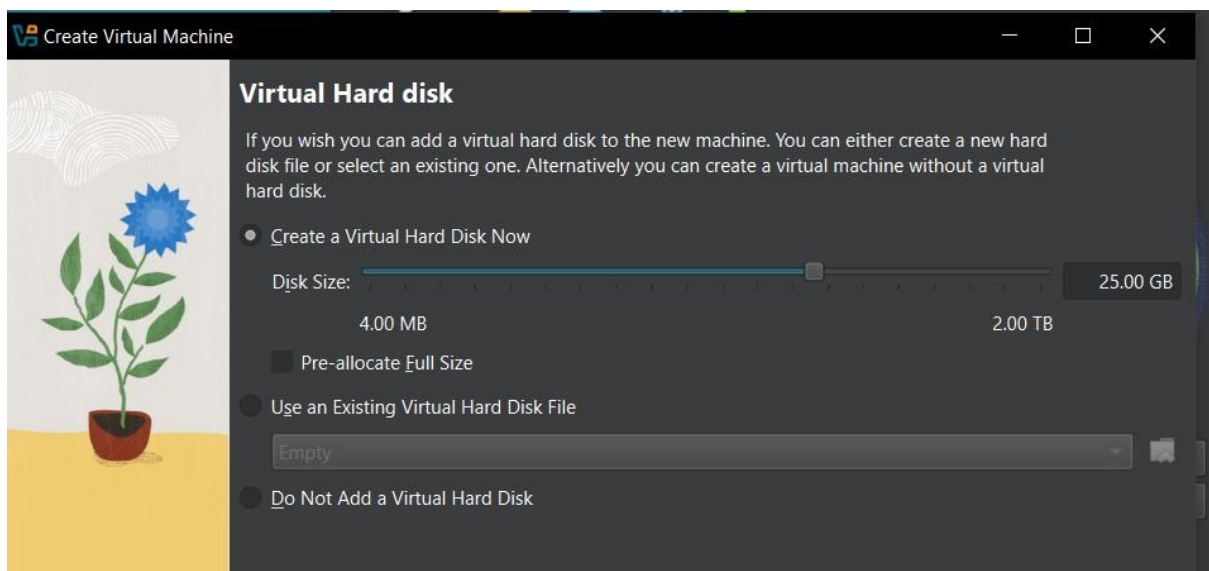 Create Virtual Machine
Virtual Hard disk
If you wish you can add a virtual hard disk to the new machine. You can either create a new hard
disk file or select an existing one. Alternatively you can create a virtual machine without a virtual
hard disk.
Create a Virtual Hard Disk Now
Disk Size:
25.00 GB
4.00 MB
2.00 TB
Pre-allocate Full Size
Use an Existing Virtual Hard Disk File
Empty
Do Not Add a Virtual Hard Disk